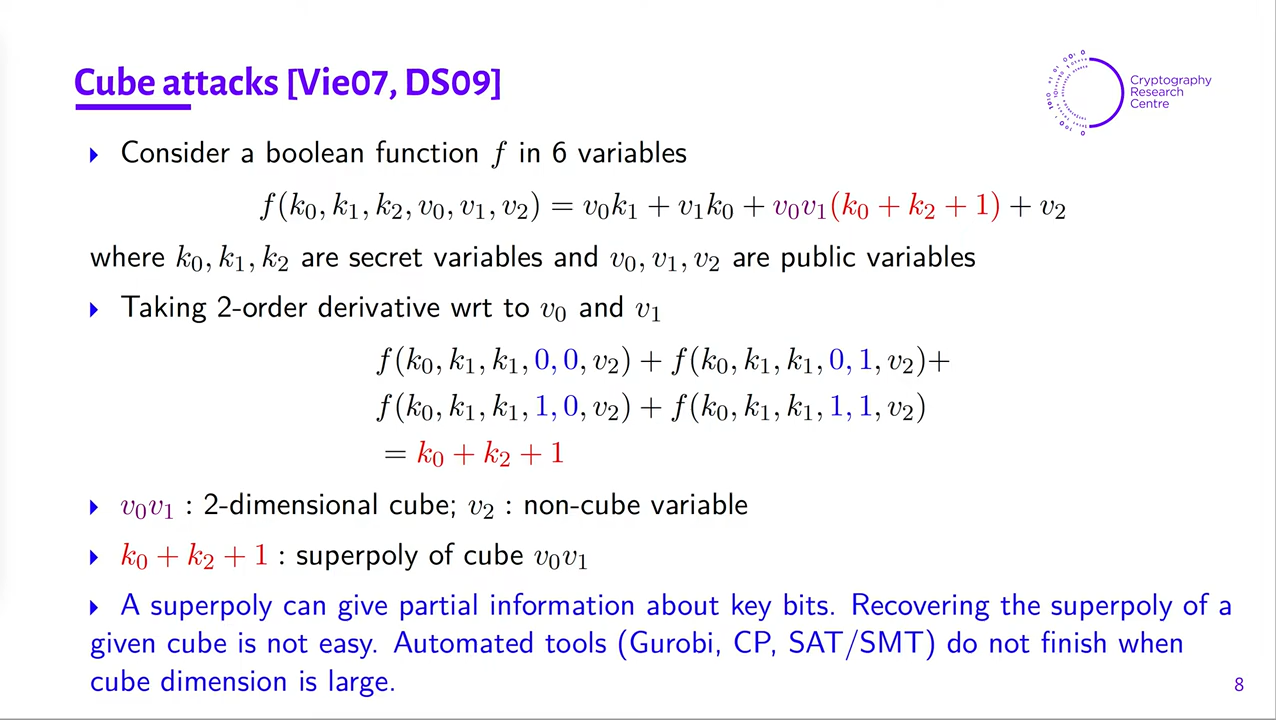 Cube attacks [Vie07, DS09]
Cryptography
Research
Centre
Consider a boolean function f in 6 variables
f(k₀, k₁, k₂, v₀, v₁, v₂) = v₀k₁ + v₁k₀ + v₀v₁(k₀ + k₂ + 1) + v₂
where k₀, k₁, k₂ are secret variables and v₀, v₁, v₂ are public variables
Taking 2-order derivative wrt to v₀ and v₁
f(k₀, k₁, k₁, 0, 0, v₂) + f(k₀, k₁, k₁, 0, 1, v₂)+
f(k₀, k₁, k₁, 1, 0, v₂) + f(k₀, k₁, k₁, 1, 1, v₂)
= k₀ + k₂ + 1
v₀v₁ : 2-dimensional cube; v₂ : non-cube variable
k₀ + k₂ + 1 : superpoly of cube v₀v₁
A superpoly can give partial information about key bits. Recovering the superpoly of a
given cube is not easy. Automated tools (Gurobi, CP, SAT/SMT) do not finish when
cube dimension is large.
8